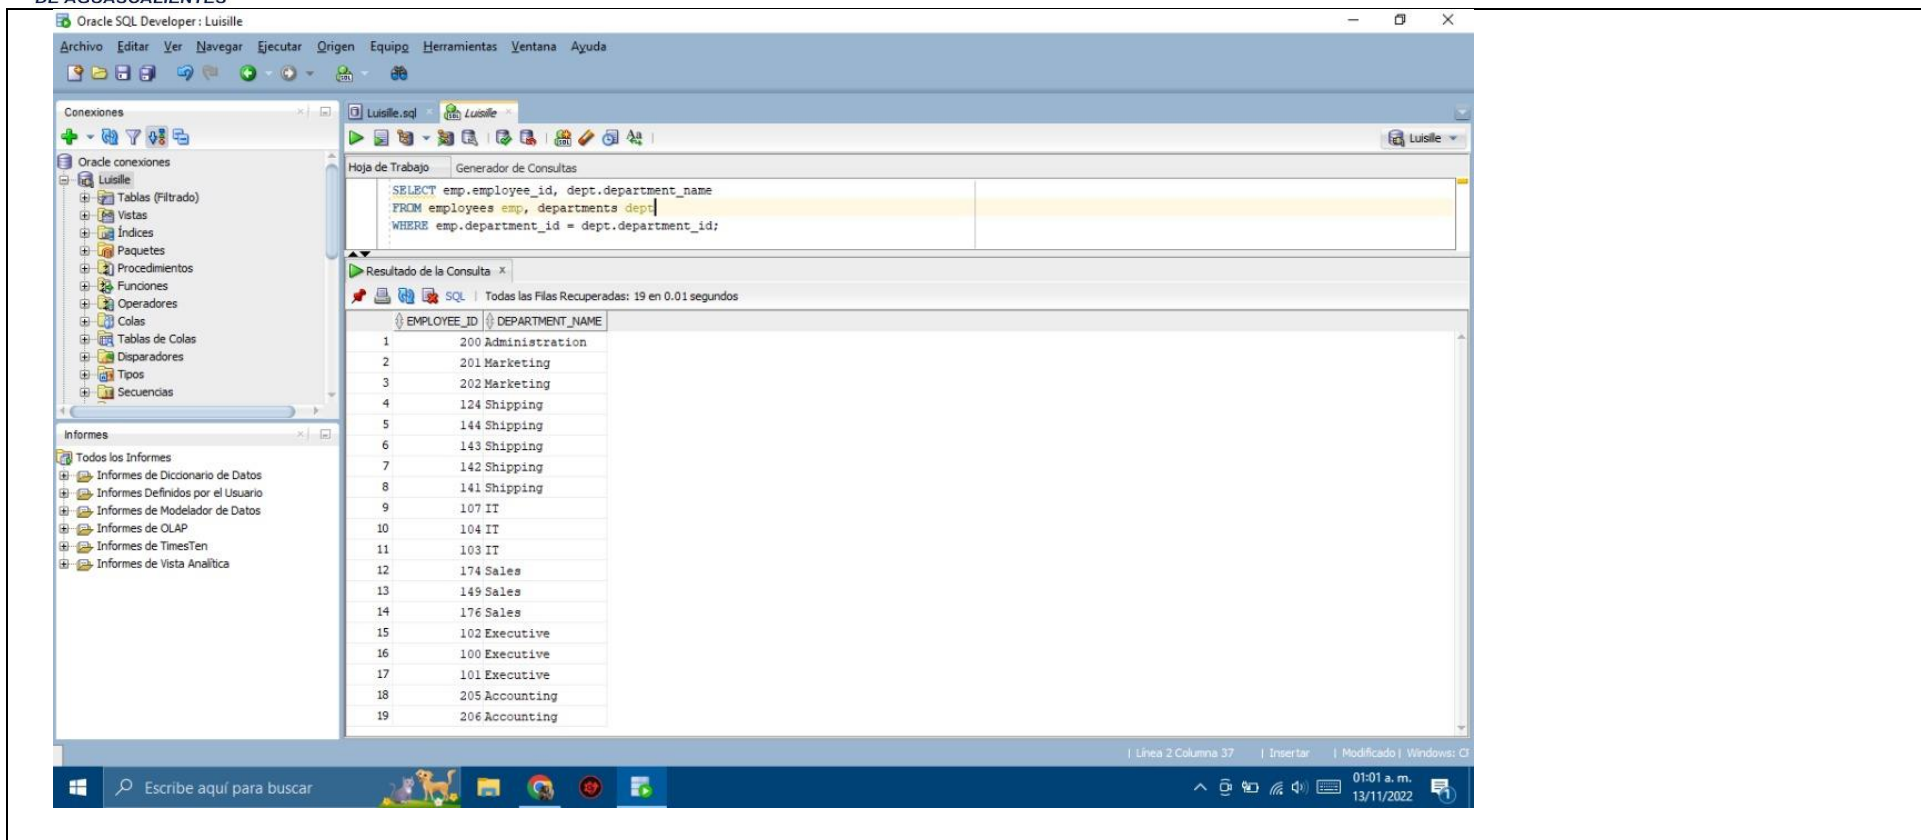 DE AGUASCALIENTES
Oracle SQL Developer : Luisille
Archivo Editar Ver Navegar Ejecutar Origen Equipo Herramientas Ventana Ayuda
Conexiones
Oracle conexiones
Luisille
Tablas (Filtrado)
Vistas
Índices
Paquetes
Procedimientos
Funciones
Operadores
Colas
Tablas de Colas
Disparadores
Tipos
Secuencias
Informes
Todos los Informes
Informes de Diccionario de Datos
Informes Definidos por el Usuario
Informes de Modelador de Datos
Informes de OLAP
Informes de TimesTen
Informes de Vista Analítica
Luisille.sql Luisille
Luisille
Hoja de Trabajo Generador de Consultas
SELECT emp.employee_id, dept.department_name
FROM employees emp, departments dept
WHERE emp.department_id = dept.department_id;
Resultado de la Consulta x
SQL | Todas las Filas Recuperadas: 19 en 0.01 segundos
EMPLOYEE_ID DEPARTMENT_NAME
1 200 Administration
2 201 Marketing
3 202 Marketing
4 124 Shipping
5 144 Shipping
6 143 Shipping
7 142 Shipping
8 141 Shipping
9 107 IT
10 104 IT
11 103 IT
12 174 Sales
13 149 Sales
14 176 Sales
15 102 Executive
16 100 Executive
17 101 Executive
18 205 Accounting
19 206 Accounting
| Línea 2 Columna 37 | Insertar | Modificado | Windows: CR
Escribe aquí para buscar
01:01 a. m.
13/11/2022
1